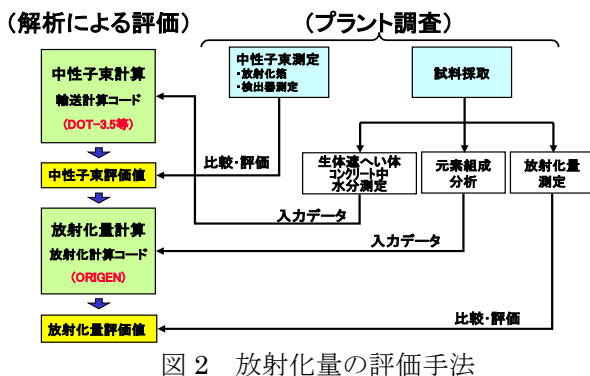 (解析による評価)
(プラント調査)
中性子束計算
輸送計算コード
(DOT-3.5等)
中性子束測定
・放射化箔
・検出器測定
試料採取
比較・評価
中性子束評価値
生体遮へい体
コンクリート中
水分測定
元素組成
分析
放射化量
測定
入力データ
放射化量計算
放射化計算コード
(ORIGEN)
入力データ
比較・評価
放射化量評価値
図 2 放射化量の評価手法